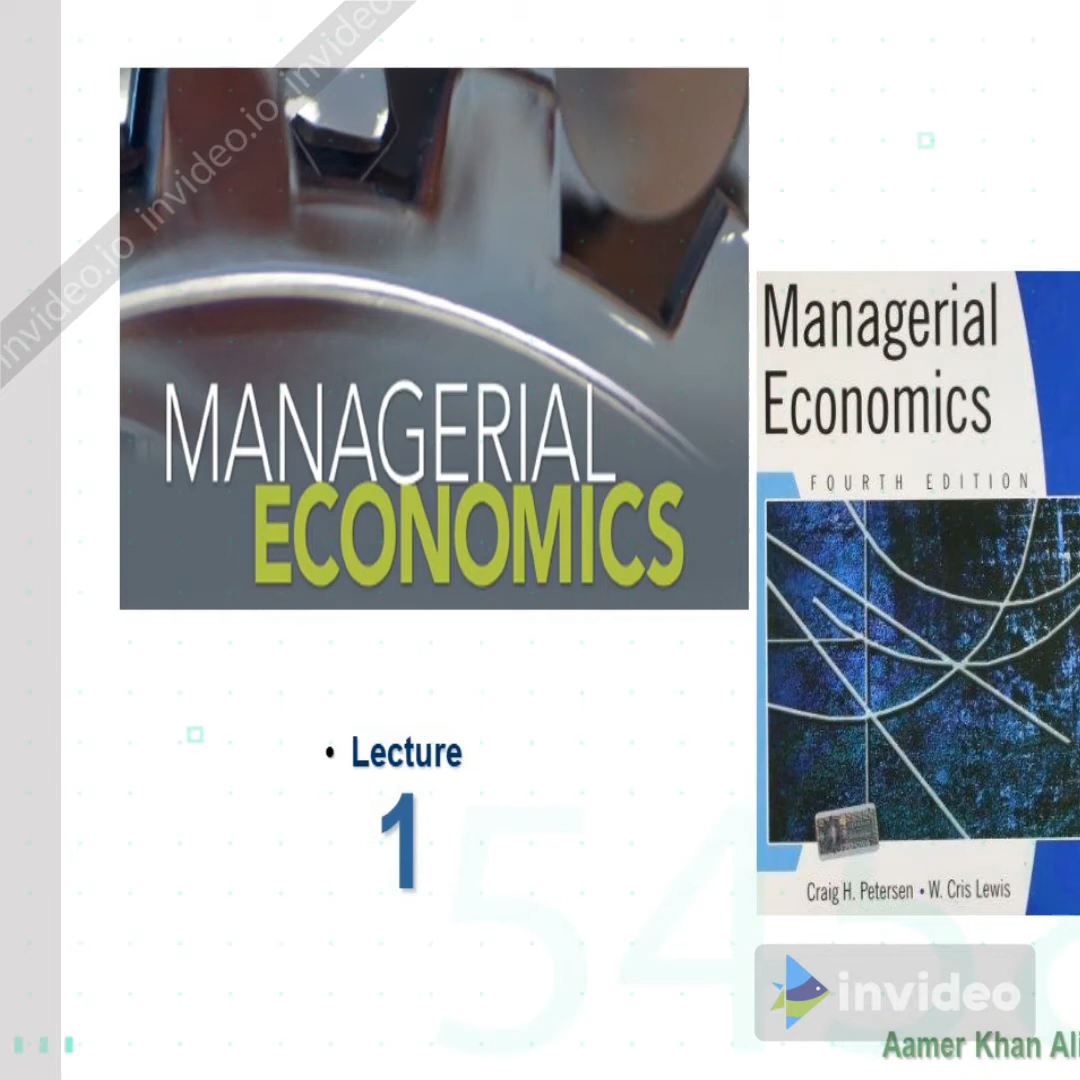 invideo.io invideo.io invideo
MANAGERIAL
ECONOMICS
Managerial
Economics
FOURTH EDITION
Craig H. Petersen • W. Cris Lewis
• Lecture
1
invideo
Aamer Khan Ali